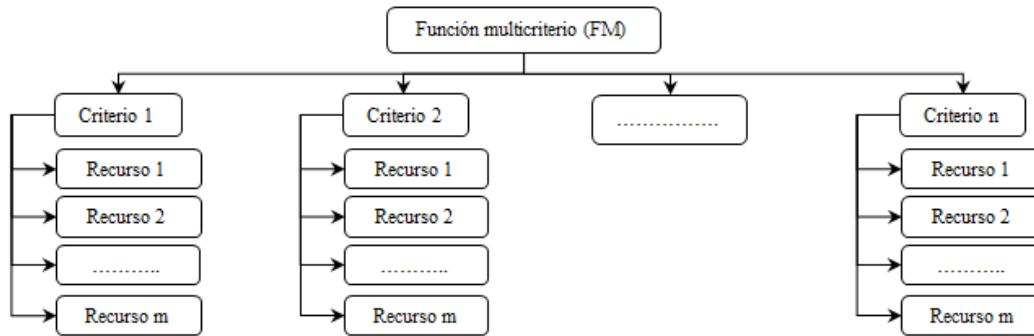 Función multicriterio (FM)
Criterio 1
Criterio 2
................
Criterio n
Recurso 1
Recurso 1
Recurso 1
Recurso 2
Recurso 2
Recurso 2
...........
...........
...........
Recurso m
Recurso m
Recurso m